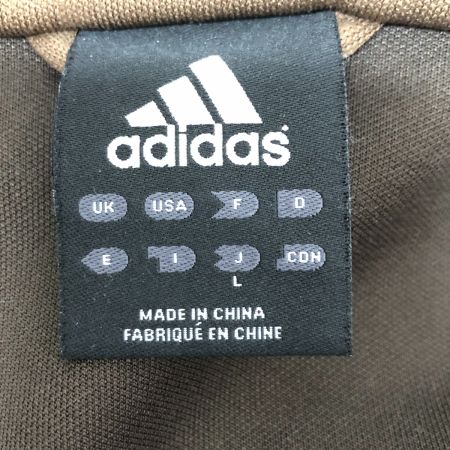 adidas
UK USA F D
E I J CDN
L
MADE IN CHINA
FABRIQUÉ EN CHINE